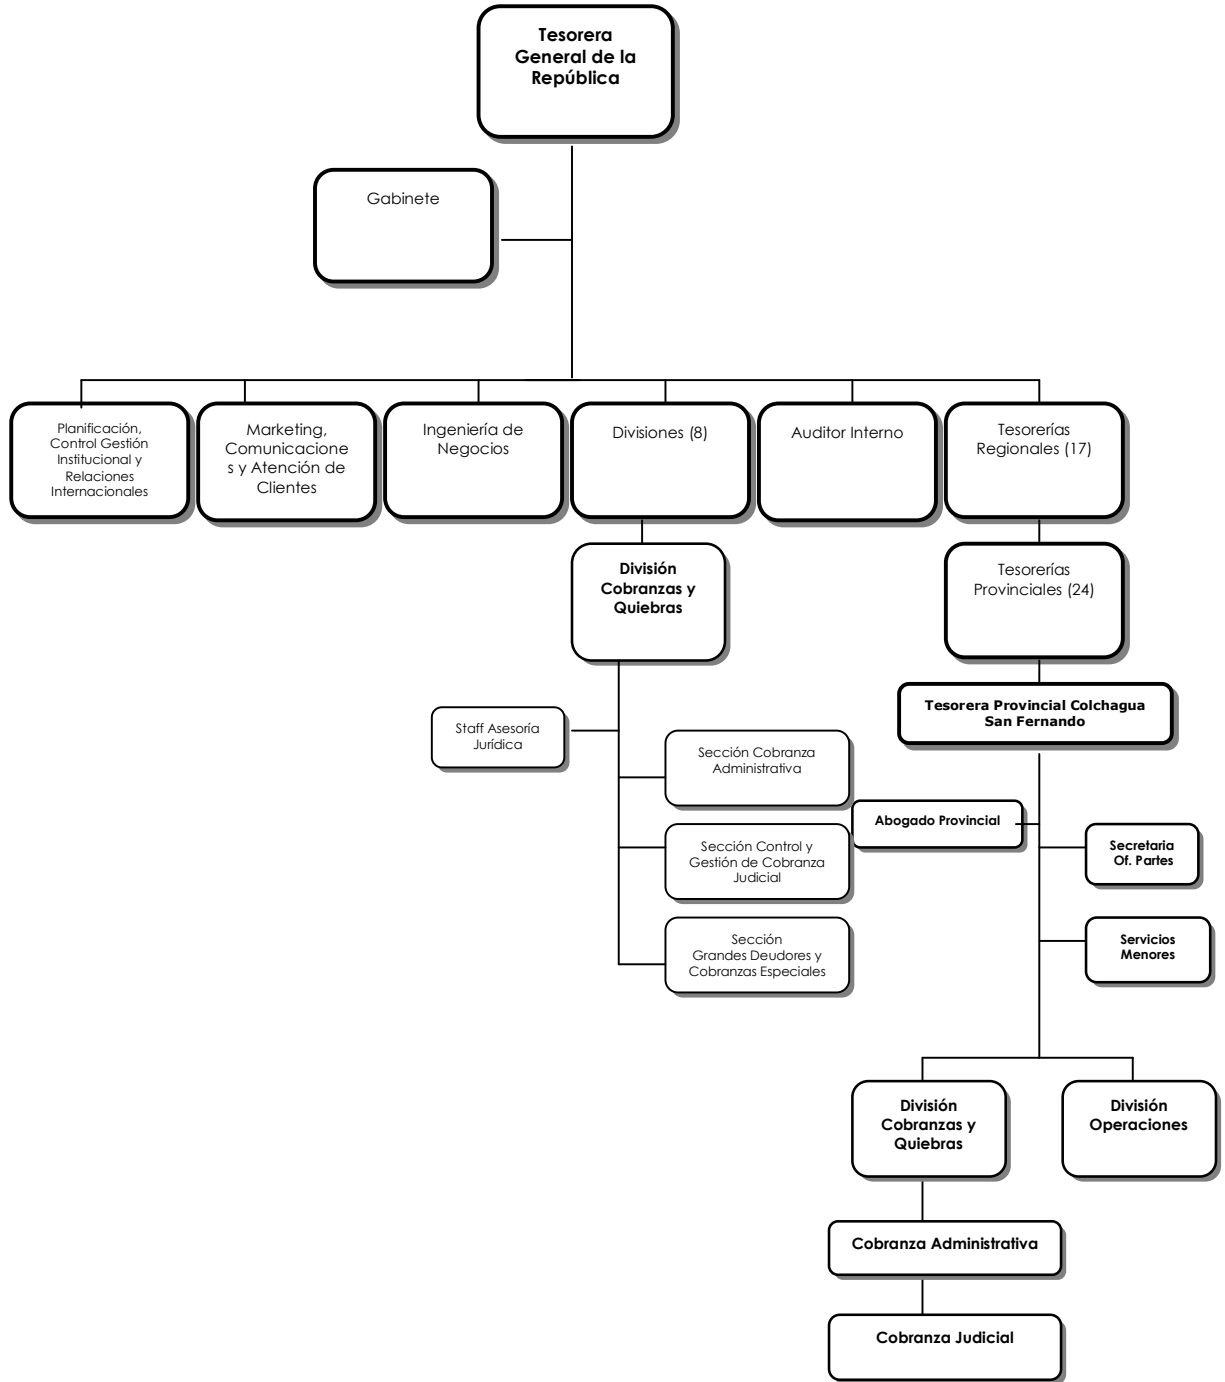 Tesorera
General de la
República
Gabinete
Planificación,
Control Gestión
Institucional y
Relaciones
Internacionales
Marketing,
Comunicacione
s y Atención de
Clientes
Ingeniería de
Negocios
Divisiones (8)
Auditor Interno
Tesorerías
Regionales (17)
División
Cobranzas y
Quiebras
Tesorerías
Provinciales (24)
Tesorera Provincial Colchagua
San Fernando
Staff Asesoría
Jurídica
Sección Cobranza
Administrativa
Sección Control y
Gestión de Cobranza
Judicial
Sección
Grandes Deudores y
Cobranzas Especiales
Abogado Provincial
Secretaria
Of. Partes
Servicios
Menores
División
Cobranzas y
Quiebras
División
Operaciones
Cobranza Administrativa
Cobranza Judicial